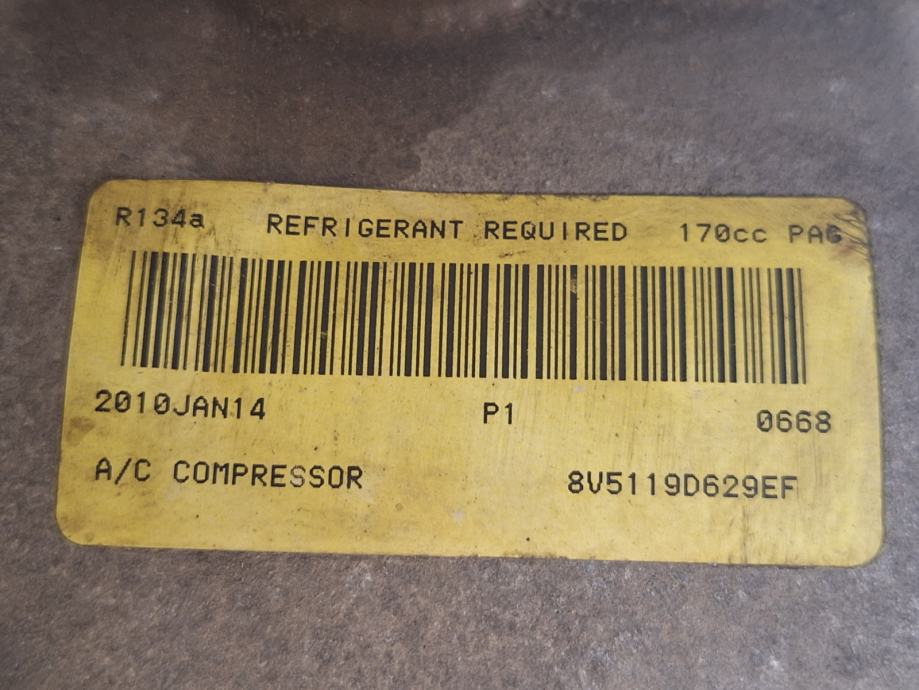 R134a REFRIGERANT REQUIRED 170cc PAG
2010JAN14 P1 0668
A/C COMPRESSOR 8V5119D629EF